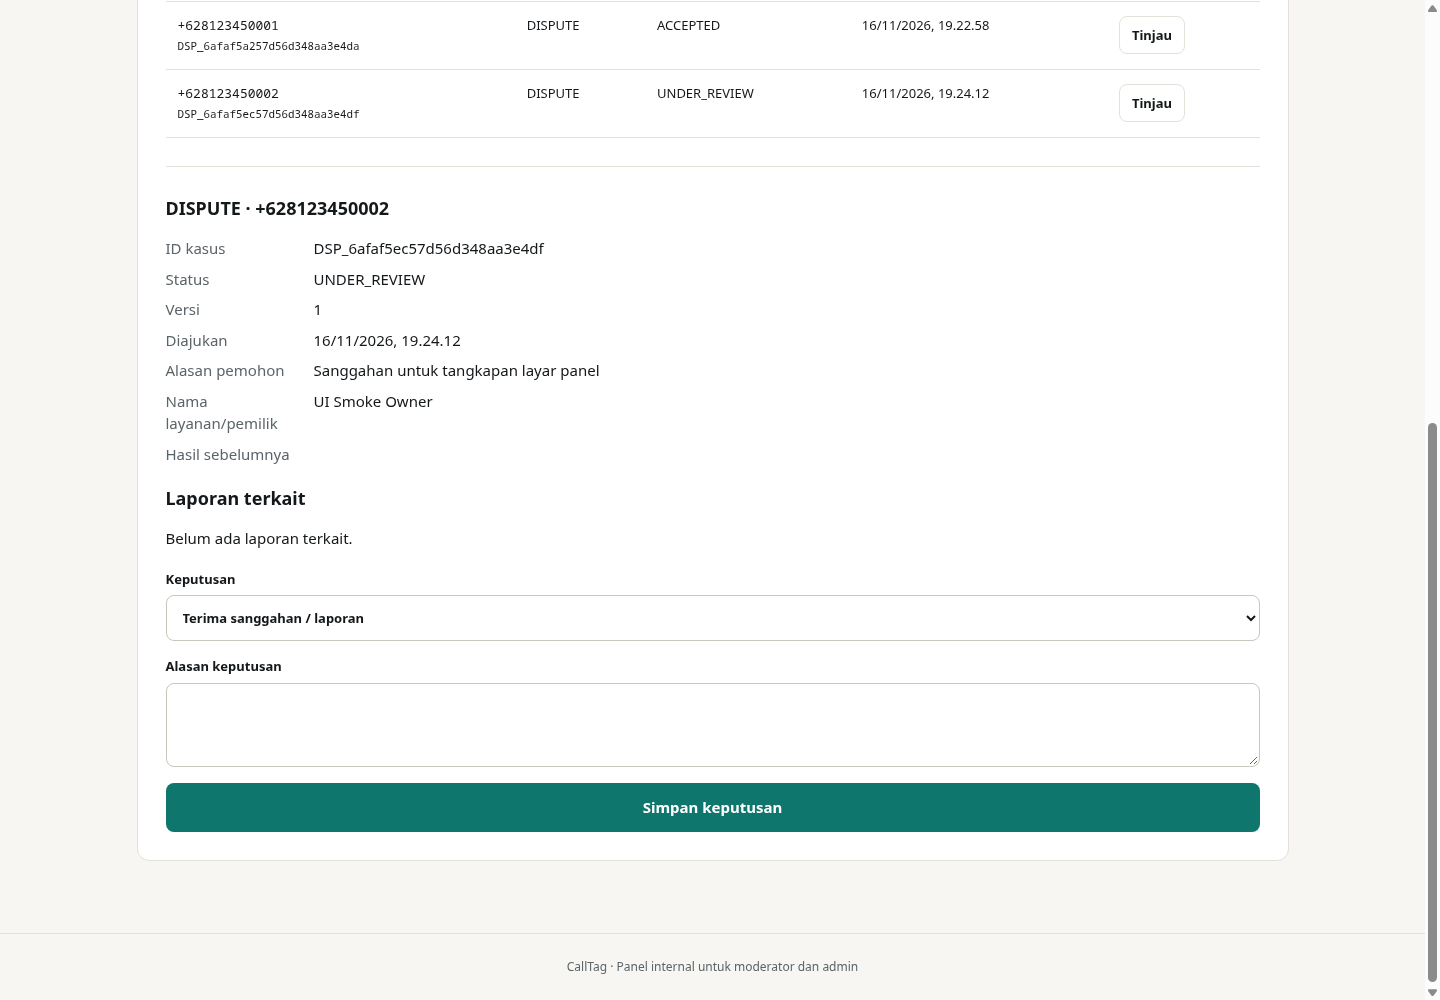 +628123450001 DISPUTE ACCEPTED 16/11/2026, 19.22.58 Tinjau
DSP_6afaf5a257d56d348aa3e4da
+628123450002 DISPUTE UNDER_REVIEW 16/11/2026, 19.24.12 Tinjau
DSP_6afaf5ec57d56d348aa3e4df
DISPUTE · +628123450002
ID kasus DSP_6afaf5ec57d56d348aa3e4df
Status UNDER_REVIEW
Versi 1
Diajukan 16/11/2026, 19.24.12
Alasan pemohon Sanggahan untuk tangkapan layar panel
Nama UI Smoke Owner
layanan/pemilik
Hasil sebelumnya
Laporan terkait
Belum ada laporan terkait.
Keputusan
Terima sanggahan / laporan
Alasan keputusan
Simpan keputusan
CallTag · Panel internal untuk moderator dan admin